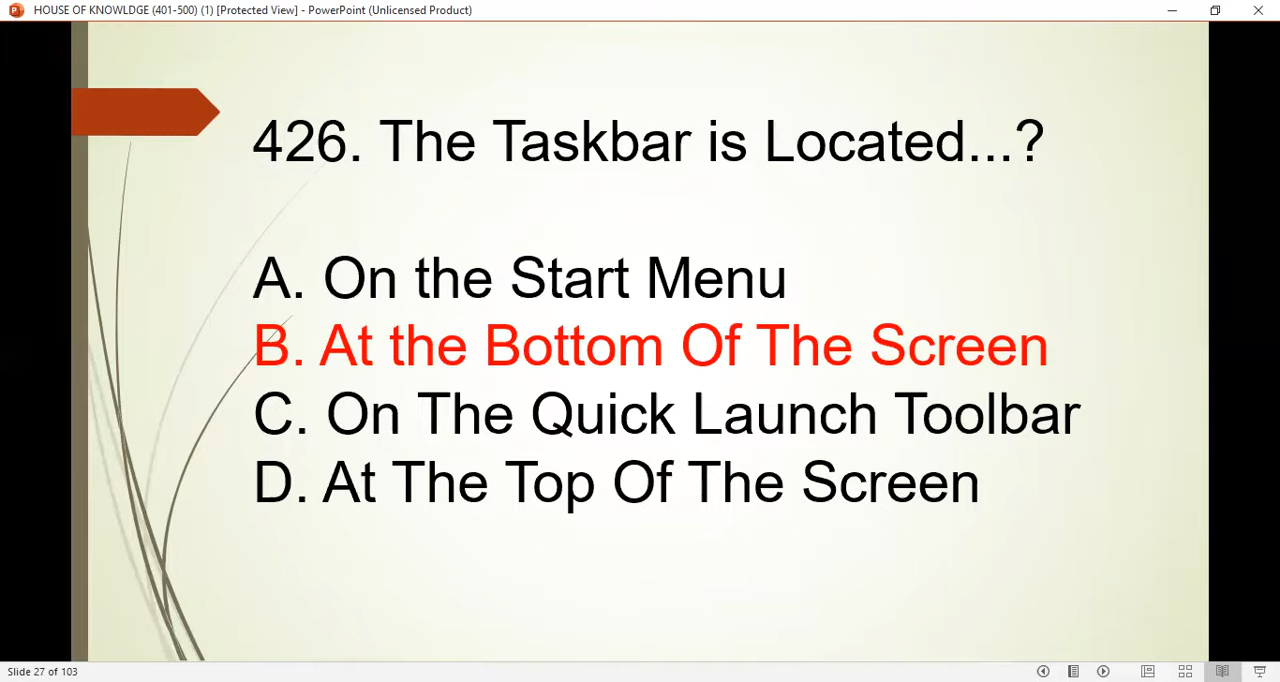 HOUSE OF KNOWLDGE (401-500) (1) [Protected View] - PowerPoint (Unlicensed Product)
426. The Taskbar is Located...?
A. On the Start Menu
B. At the Bottom Of The Screen
C. On The Quick Launch Toolbar
D. At The Top Of The Screen
Slide 27 of 103